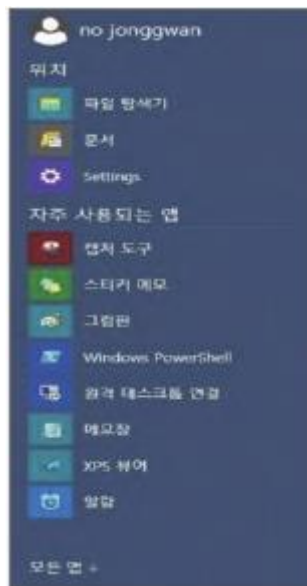 no jonggwan
위치
파일 탐색기
문서
Settings
자주 사용되는 앱
캡처 도구
스티커 메모
그림판
Windows PowerShell
원격 데스크톱 연결
메모장
XPS 뷰어
알람
모든 앱